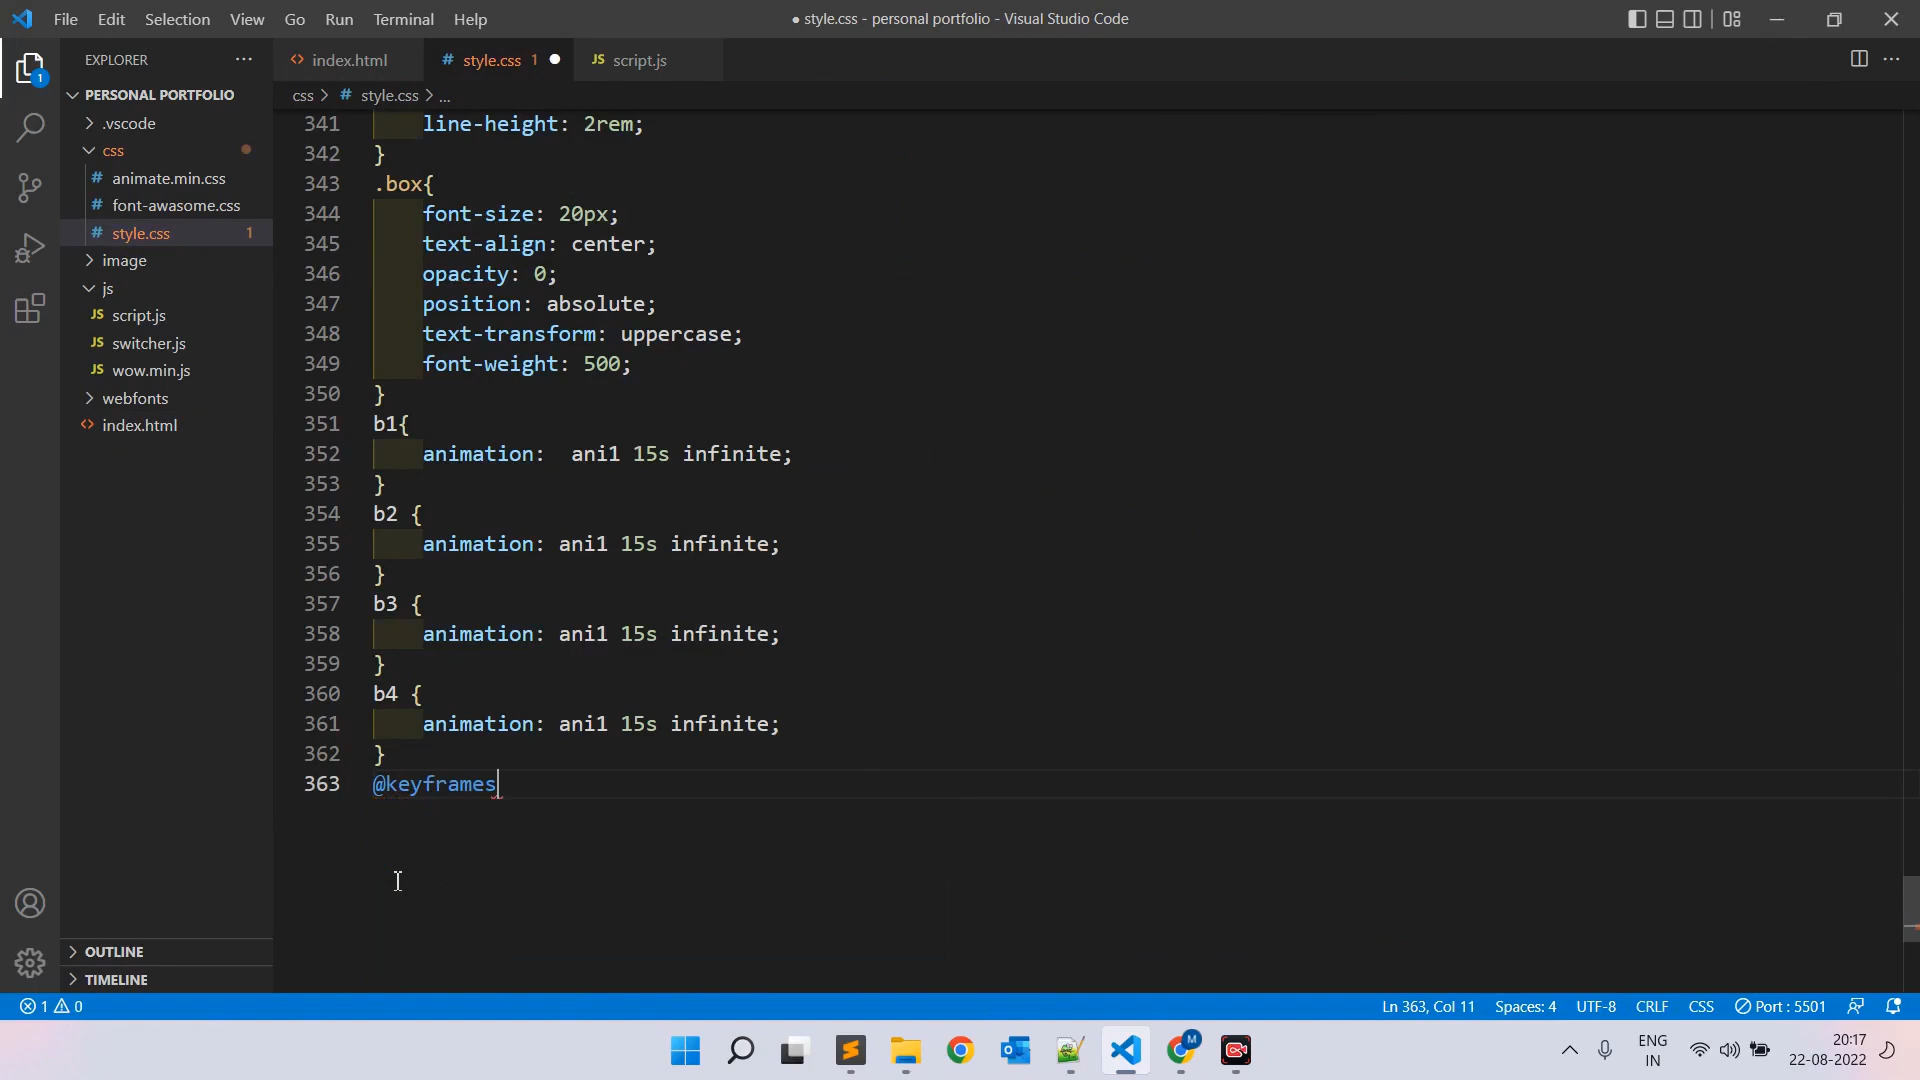 File Edit Selection View Go Run Terminal Help
● style.css - personal portfolio - Visual Studio Code
EXPLORER
index.html
# style.css 1
JS script.js
css > # style.css > ...
PERSONAL PORTFOLIO
.vscode
css
# animate.min.css
# font-awasome.css
# style.css 1
image
js
JS script.js
JS switcher.js
JS wow.min.js
webfonts
index.html
OUTLINE
TIMELINE
341 line-height: 2rem;
342 }
343 .box{
344 font-size: 20px;
345 text-align: center;
346 opacity: 0;
347 position: absolute;
348 text-transform: uppercase;
349 font-weight: 500;
350 }
351 b1{
352 animation:  ani1 15s infinite;
353 }
354 b2 {
355 animation: ani1 15s infinite;
356 }
357 b3 {
358 animation: ani1 15s infinite;
359 }
360 b4 {
361 animation: ani1 15s infinite;
362 }
363 @keyframes
1
1 0
Ln 363, Col 11 Spaces: 4 UTF-8 CRLF CSS Port : 5501
M
ENG
IN
20:17
22-08-2022